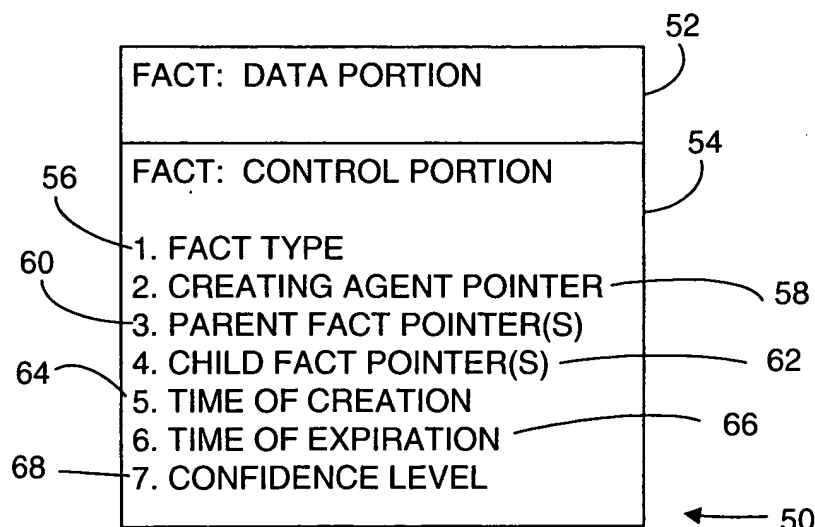 52
FACT: DATA PORTION
54
FACT: CONTROL PORTION
56
1. FACT TYPE
60
2. CREATING AGENT POINTER
58
3. PARENT FACT POINTER(S)
4. CHILD FACT POINTER(S)
62
64
5. TIME OF CREATION
6. TIME OF EXPIRATION
66
68
7. CONFIDENCE LEVEL
50